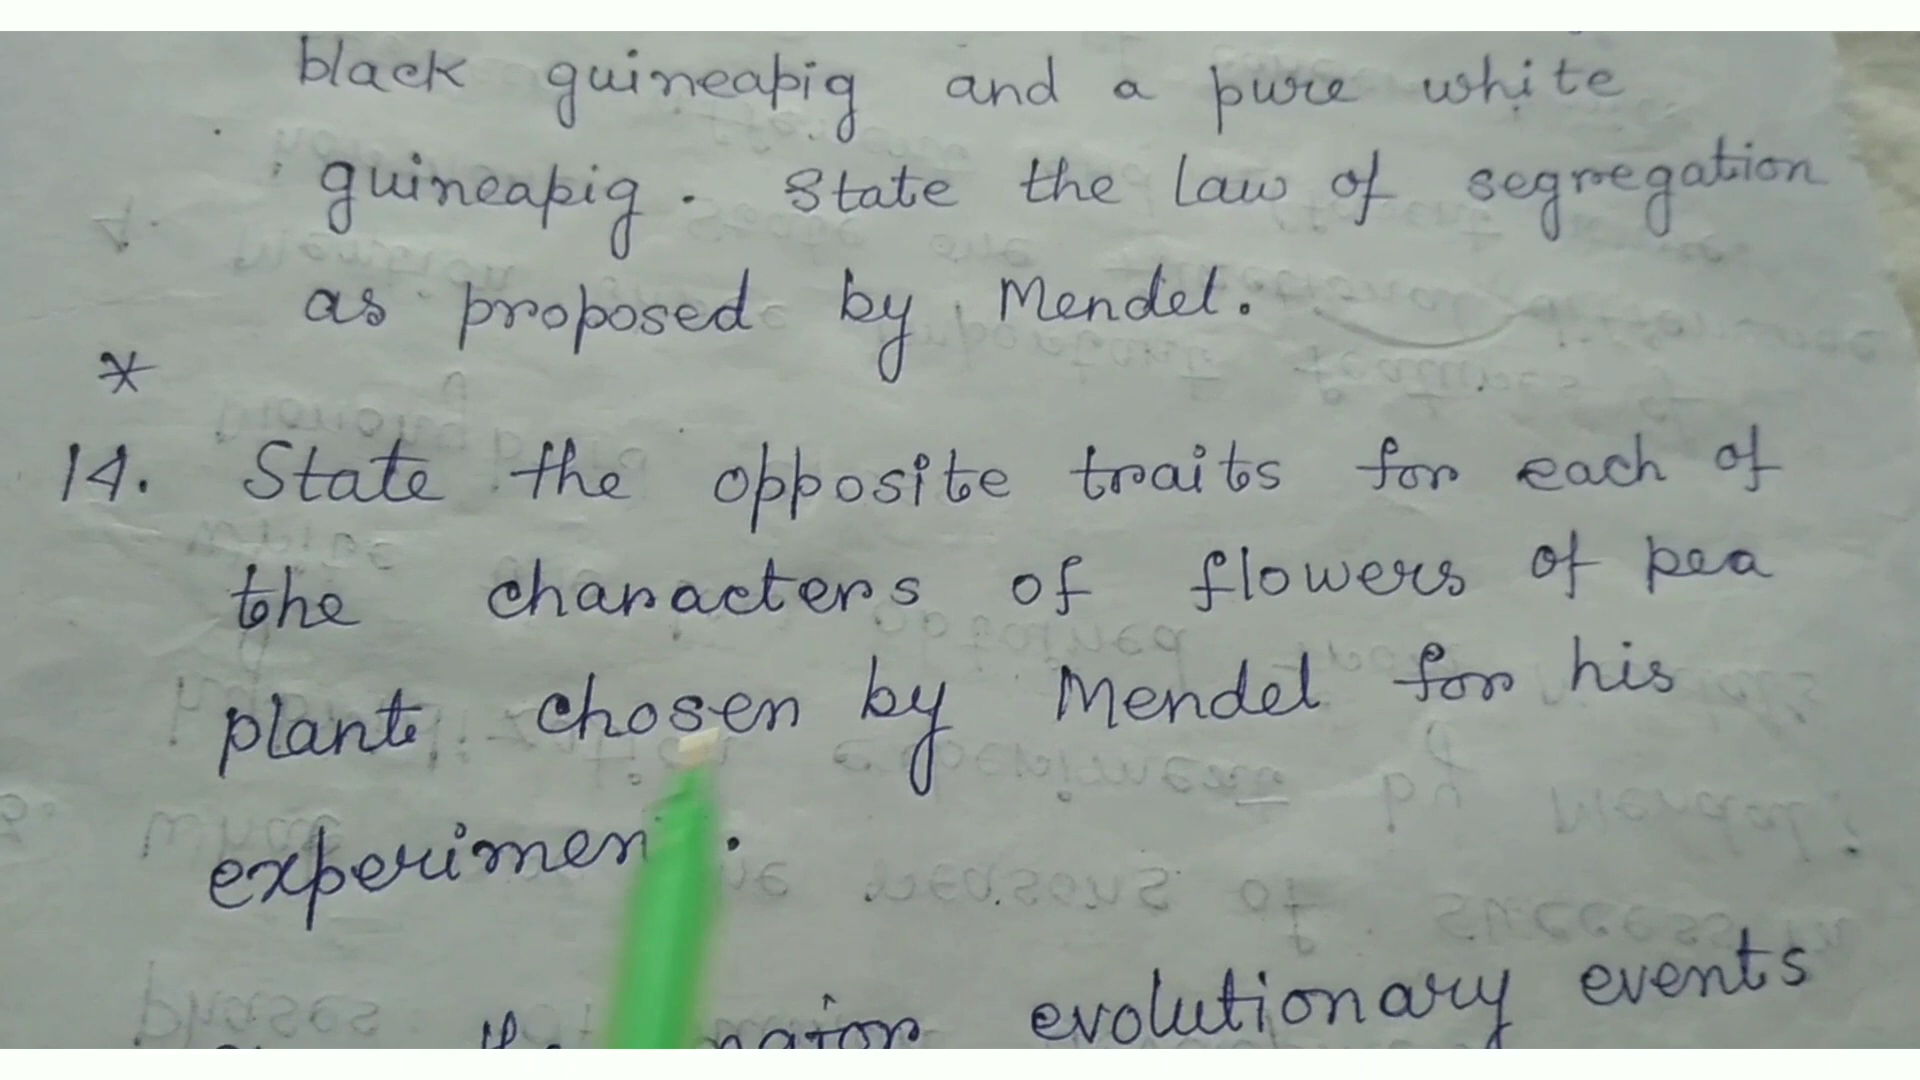 black guineapig and a pure white
guineapig. State the law of segregation
as proposed by Mendel.
*
14. State the opposite traits for each of
the characters of flowers of pea
plant chosen by Mendel for his
experiment.
evolutionary events